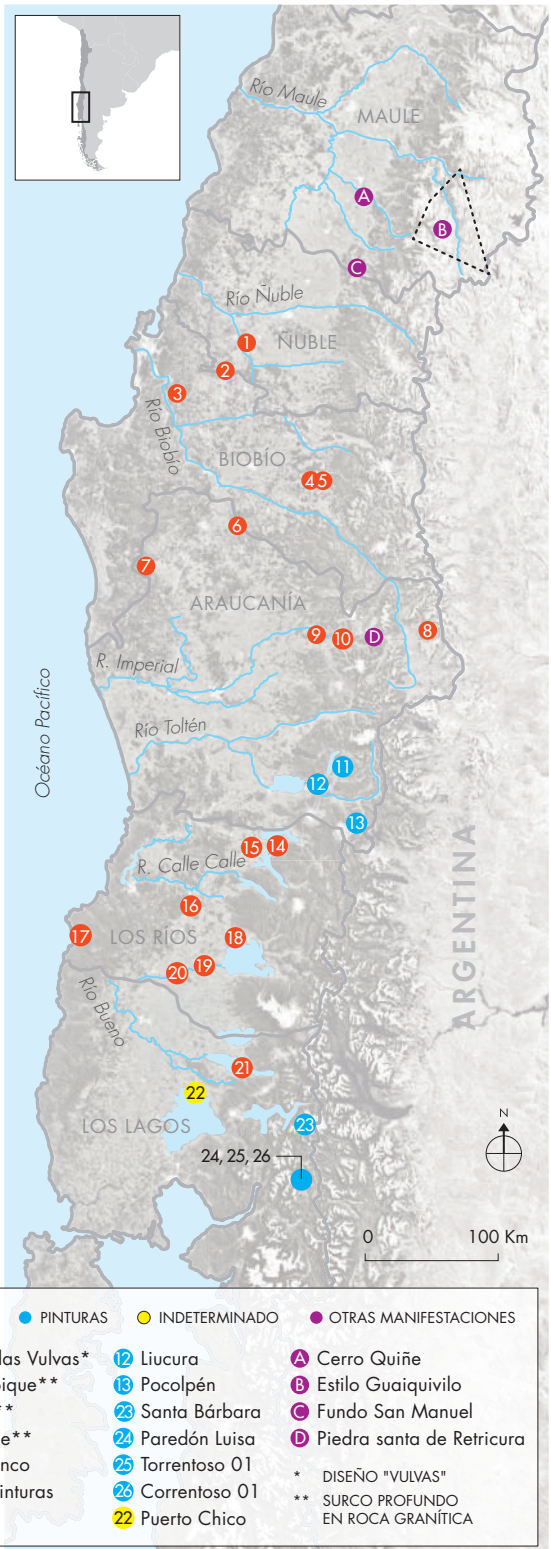 Río Maule
MAULE
A
B
C
Río Ñuble
1
ÑUBLE
2
3
Río Biobío
BIOBÍO
4 5
6
7
ARAUCANÍA
8
9
10
D
R. Imperial
Río Toltén
Océano Pacífico
11
12
13
15
14
R. Calle Calle
16
17
LOS RÍOS
18
19
20
Río Bueno
ARGENTINA
21
22
LOS LAGOS
23
24, 25, 26
N
0 100 Km
PINTURAS
INDETERMINADO
OTRAS MANIFESTACIONES
las Vulvas*
ique**
**
e**
nco
inturas
12 Liucura
13 Pocolpén
23 Santa Bárbara
24 Paredón Luisa
25 Torrentoso 01
26 Correntoso 01
22 Puerto Chico
A Cerro Quiñe
B Estilo Guaiquivilo
C Fundo San Manuel
D Piedra santa de Retricura
* DISEÑO "VULVAS"
** SURCO PROFUNDO
EN ROCA GRANÍTICA